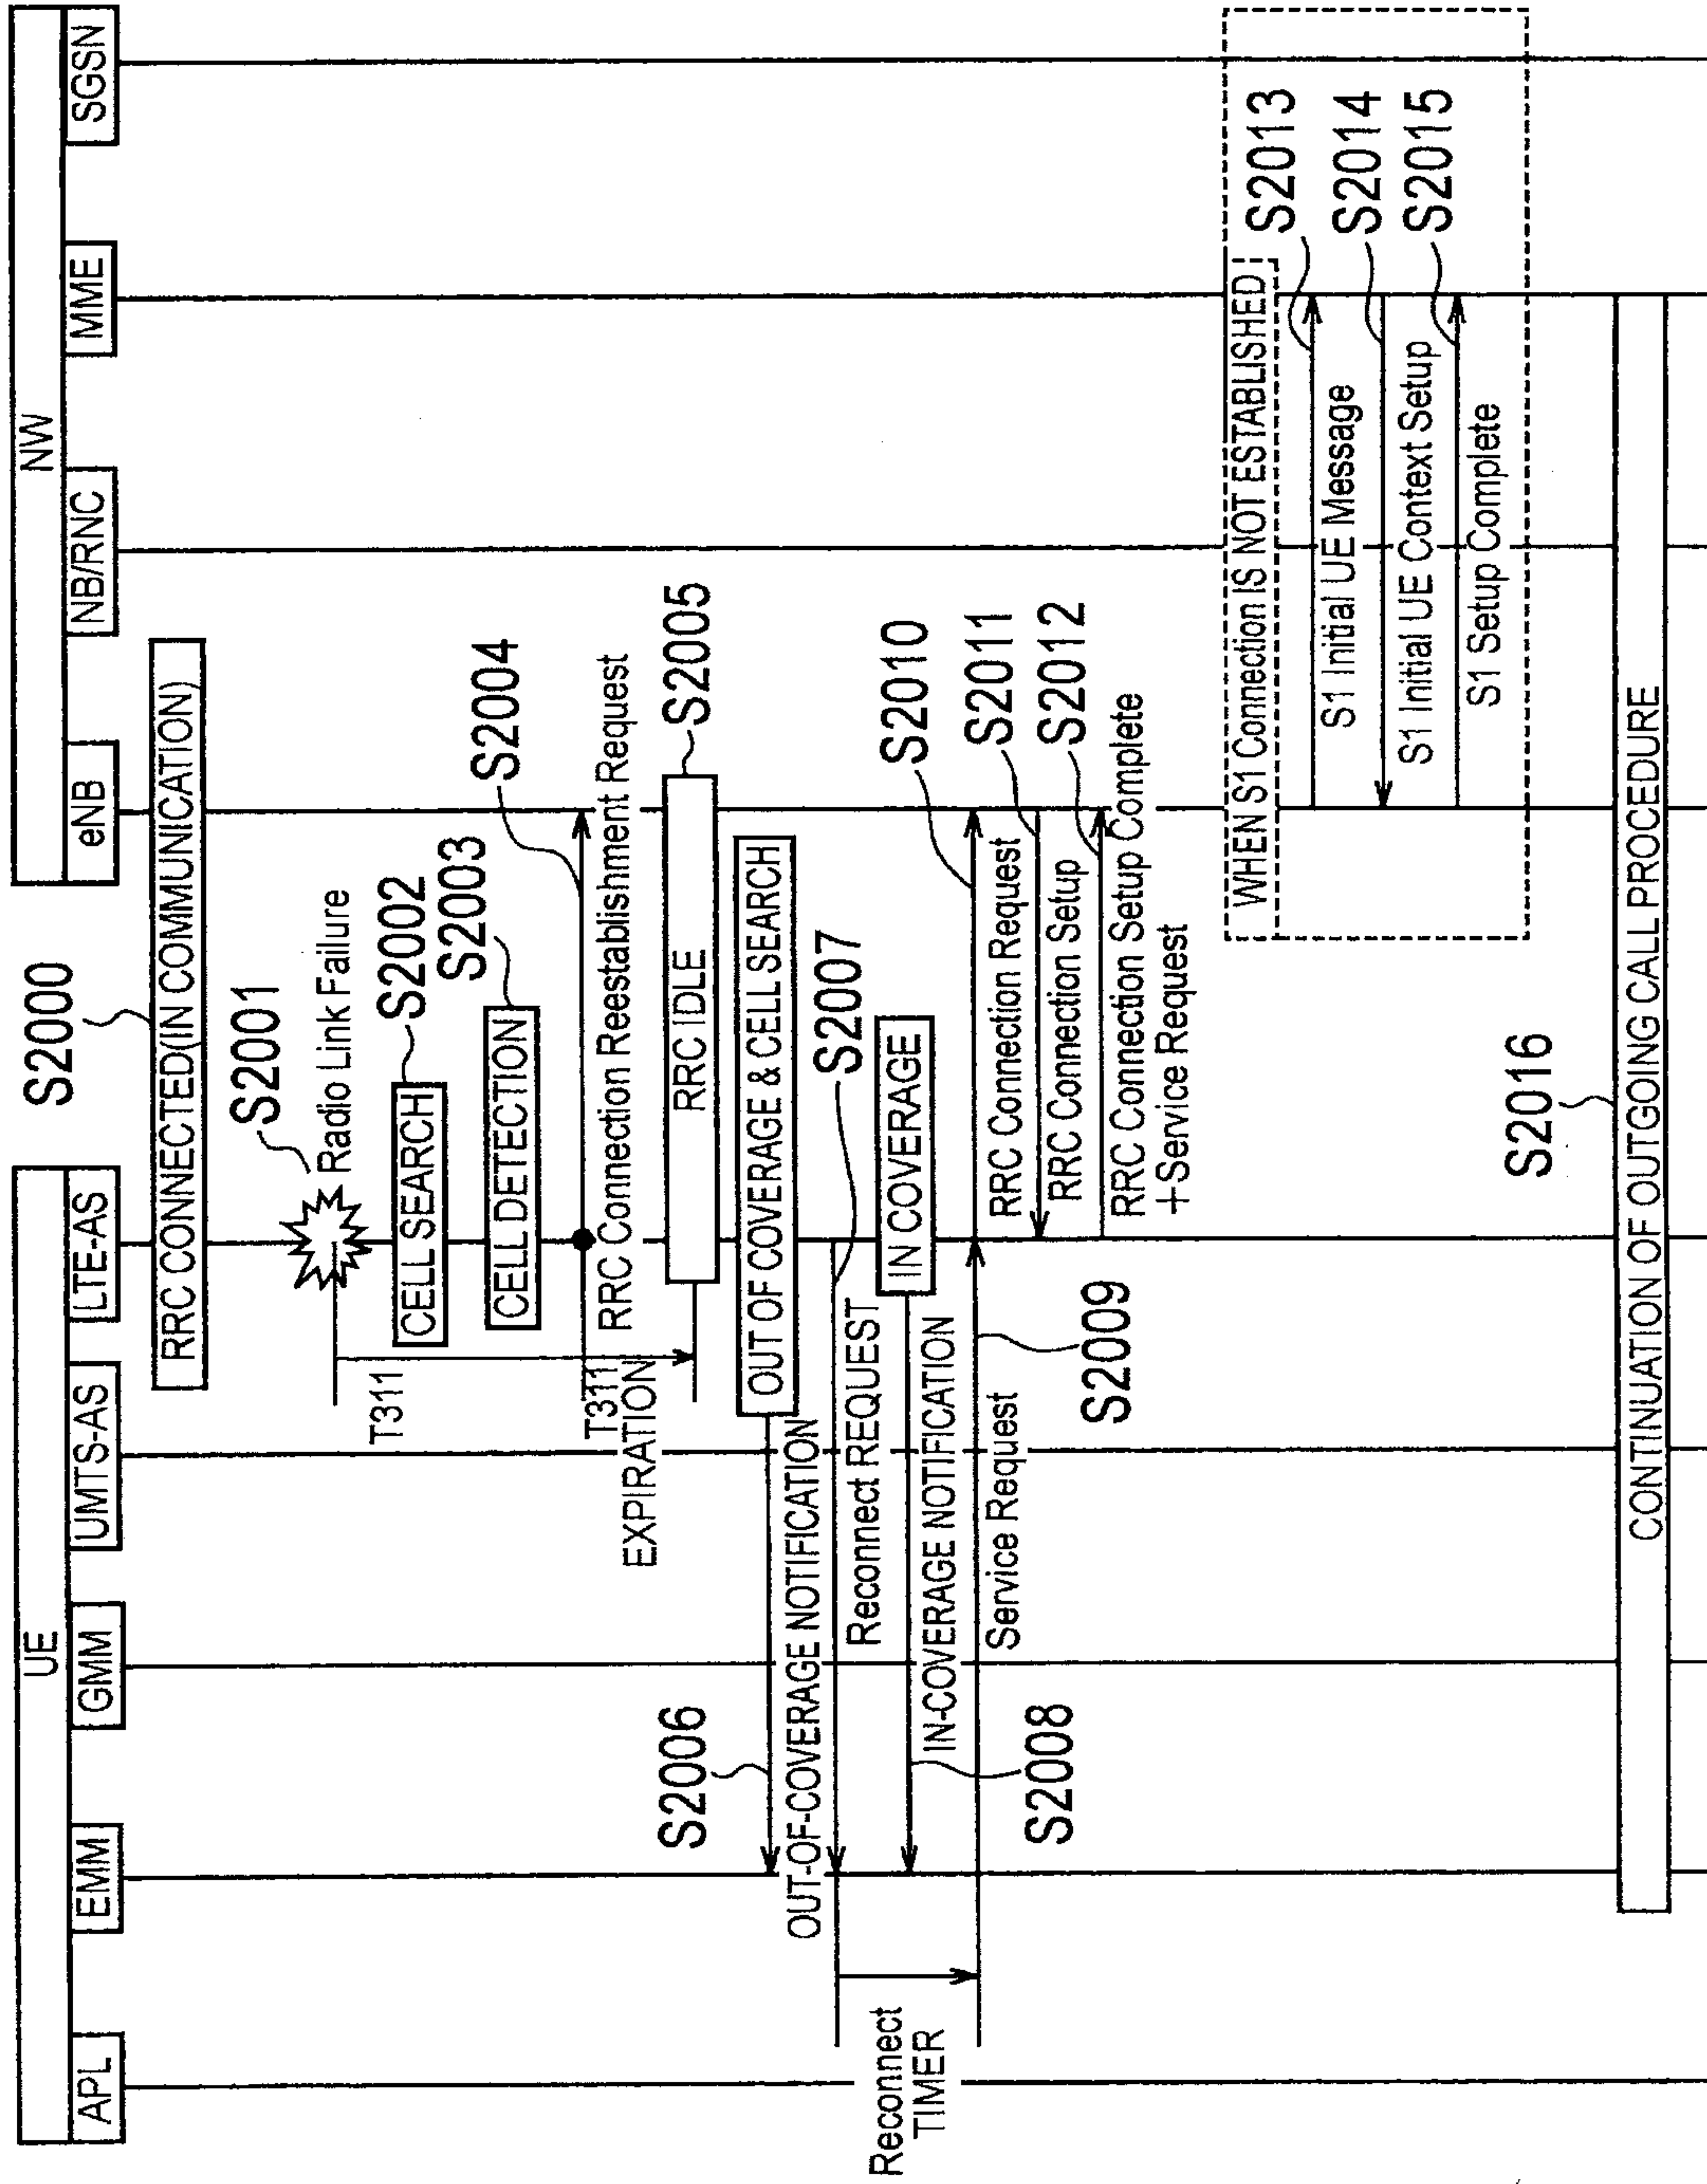 UE
NW
APL
EMM
GMM
UMTS-AS
LTE-AS
eNB
NB/RNC
MME
SGSN
S2000
RRC CONNECTED(IN COMMUNICATION)
S2001
Radio Link Failure
T311
CELL SEARCH
S2002
CELL DETECTION
S2003
S2004
T311
EXPIRATION
RRC Connection Reestablishment Request
RRC IDLE
S2005
OUT OF COVERAGE & CELL SEARCH
S2006
OUT-OF-COVERAGE NOTIFICATION
S2007
Reconnect REQUEST
IN COVERAGE
Reconnect
TIMER
IN-COVERAGE NOTIFICATION
S2008
Service Request
S2009
S2010
RRC Connection Request
S2011
RRC Connection Setup
S2012
RRC Connection Setup Complete
+Service Request
WHEN S1 Connection IS NOT ESTABLISHED
S2013
S1 Initial UE Message
S2014
S1 Initial UE Context Setup
S2015
S1 Setup Complete
S2016
CONTINUATION OF OUTGOING CALL PROCEDURE